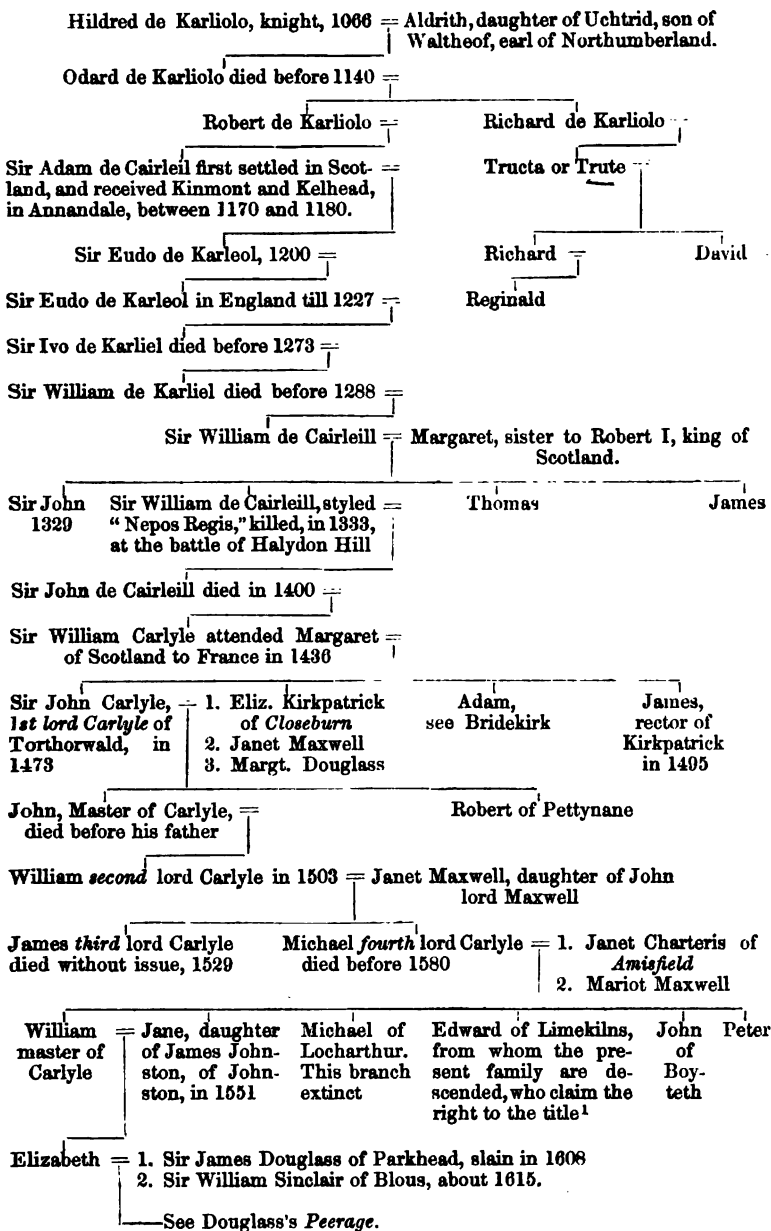 Hildred de Karliolo, knight, 1066 = Aldrith, daughter of Uchtrid, son of
Waltheof, earl of Northumberland.
Odard de Karliolo died before 1140 =
Robert de Karliolo = Richard de Karliolo =
Sir Adam de Cairleil first settled in Scot- = Tructa or Trute =
land, and received Kinmont and Kelhead,
in Annandale, between 1170 and 1180.
Sir Eudo de Karleol, 1200 = Richard = David
Sir Eudo de Karleol in England till 1227 = Reginald
Sir Ivo de Karliel died before 1273 =
Sir William de Karliel died before 1288 =
Sir William de Cairleill = Margaret, sister to Robert I, king of
Scotland.
Sir John
1329
Sir William de Cairleill, styled =
"Nepos Regis," killed, in 1333,
at the battle of Halydon Hill
Thomas
James
Sir John de Cairleill died in 1400 =
Sir William Carlyle attended Margaret =
of Scotland to France in 1436
Sir John Carlyle, =
1st lord Carlyle of
Torthorwald, in
1473
1. Eliz. Kirkpatrick
of Closeburn
2. Janet Maxwell
3. Margt. Douglass
Adam,
see Bridekirk
James,
rector of
Kirkpatrick
in 1495
John, Master of Carlyle, =
died before his father
Robert of Pettynane
William second lord Carlyle in 1503 = Janet Maxwell, daughter of John
lord Maxwell
James third lord Carlyle
died without issue, 1529
Michael fourth lord Carlyle =
died before 1580
1. Janet Charteris of
Amisfield
2. Mariot Maxwell
William =
master of
Carlyle
Jane, daughter
of James John-
ston, of John-
ston, in 1551
Michael of
Locharthur.
This branch
extinct
Edward of Limekilns,
from whom the pre-
sent family are de-
scended, who claim the
right to the title¹
John
of
Boy-
teth
Peter
Elizabeth = 1. Sir James Douglass of Parkhead, slain in 1608
2. Sir William Sinclair of Blous, about 1615.
See Douglass's Peerage.